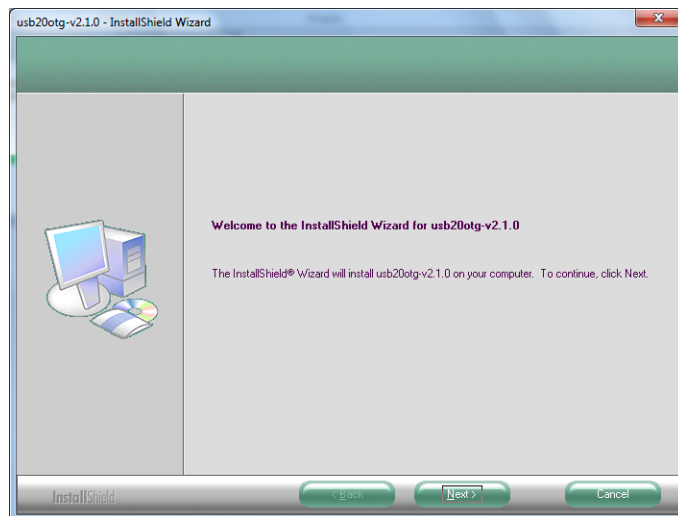 usb20otg-v2.1.0 - InstallShield Wizard
Welcome to the InstallShield Wizard for usb20otg-v2.1.0
The InstallShield® Wizard will install usb20otg-v2.1.0 on your computer. To continue, click Next.
InstallShield
< Back
Next >
Cancel